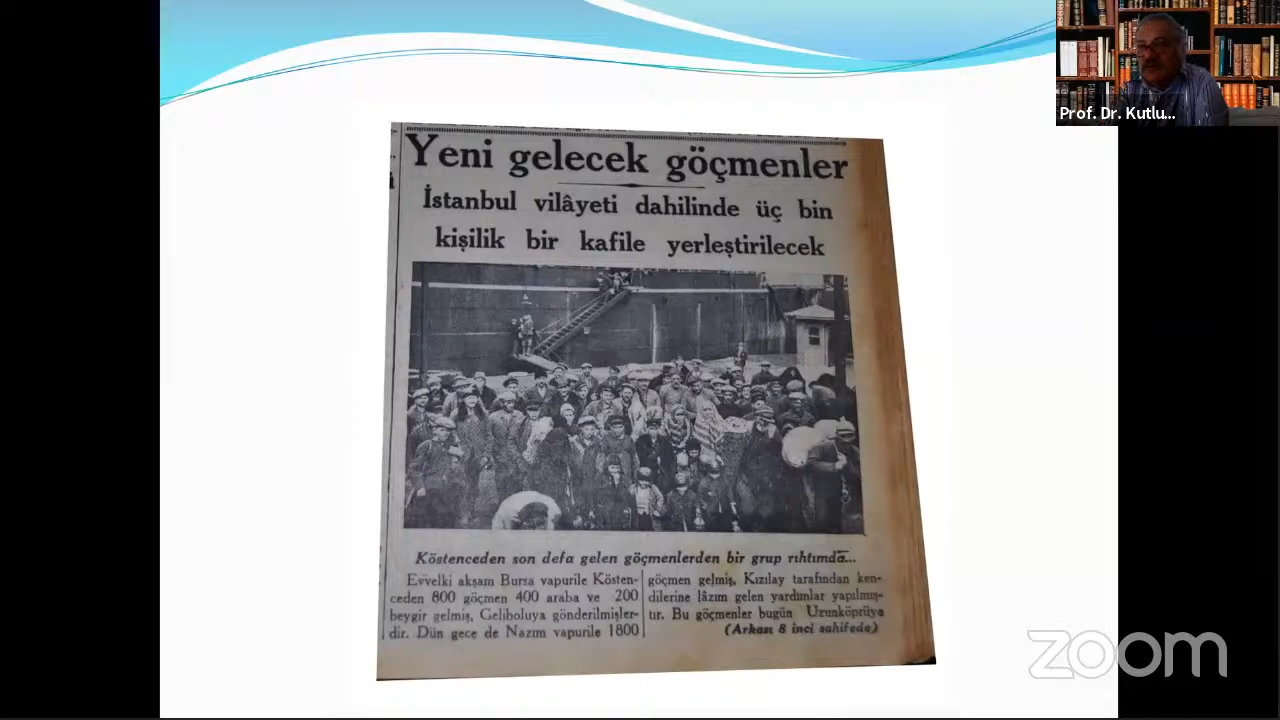 Prof. Dr. Kutlu...
Yeni gelecek göçmenler
İstanbul vilâyeti dahilinde üç bin
kişilik bir kafile yerleştirilecek
Köstenceden son defa gelen göçmenlerden bir grup rıhtımda...
Evvelki akşam Bursa vapurile Kösten-
ceden 800 göçmen 400 araba ve 200
beygir gelmiş, Geliboluya gönderilmişler-
dir. Dün gece de Nazım vapurile 1800
göçmen gelmiş, Kızılay tarafından ken-
dilerine lâzım gelen yardımlar yapılmış-
tır. Bu göçmenler bugün Uzunköprüye
(Arkası 8 inci sahifede)
zoom